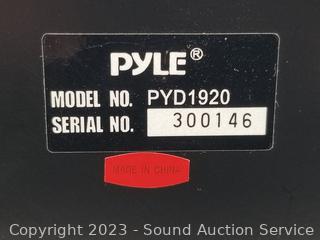 PYLE®
MODEL NO. PYD1920
SERIAL NO. 300146
MADE IN CHINA
Copyright © 2023 - Sound Auction Service